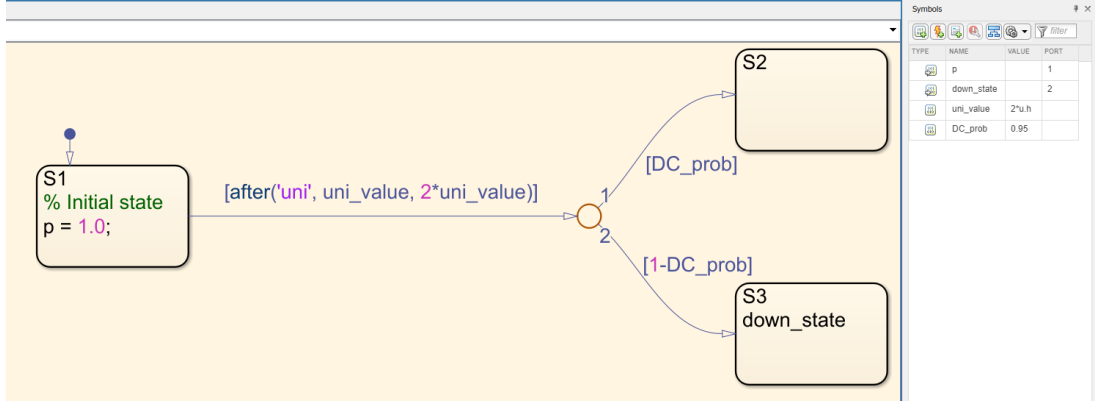 S1
% Initial state
p = 1.0;
[after('uni', uni_value, 2*uni_value)]
1
2
[DC_prob]
[1-DC_prob]
S2
S3
down_state
Symbols
filter
TYPE NAME VALUE PORT
p 1
down_state 2
uni_value 2*u.h
DC_prob 0.95